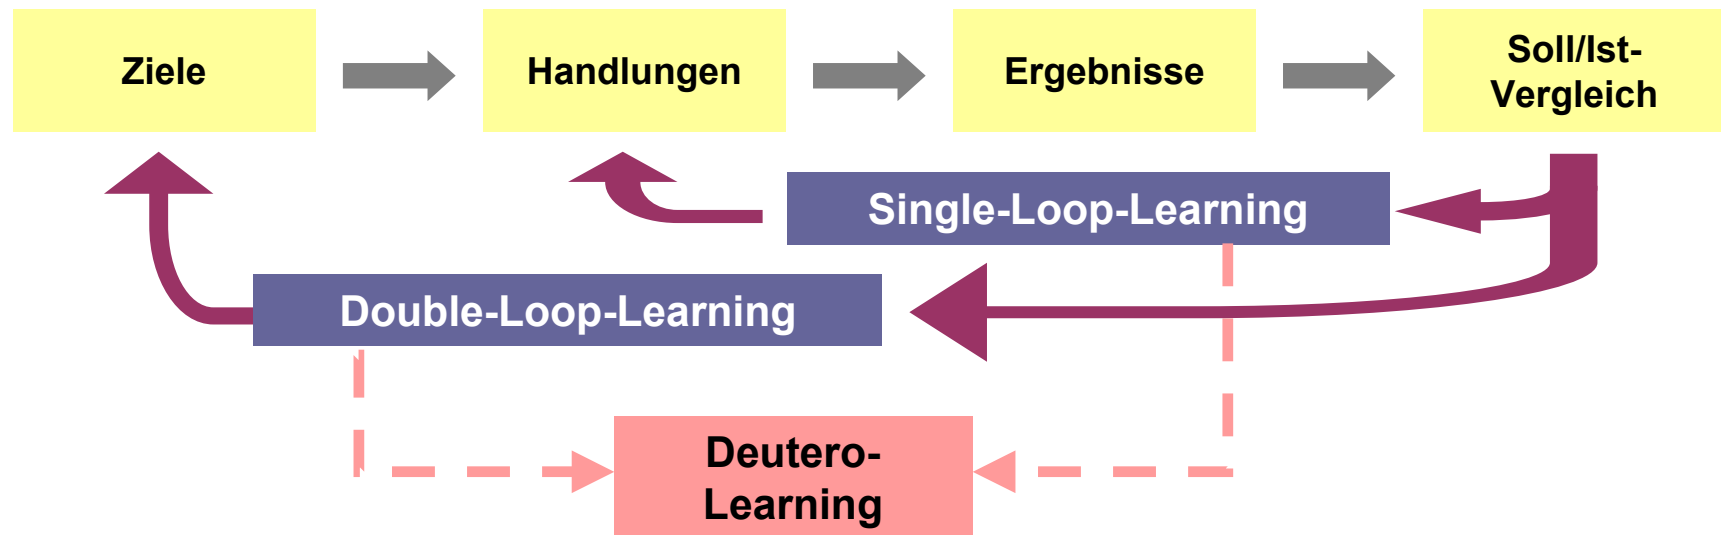 Ziele
Handlungen
Ergebnisse
Soll/Ist-
Vergleich
Single-Loop-Learning
Double-Loop-Learning
Deutero-
Learning